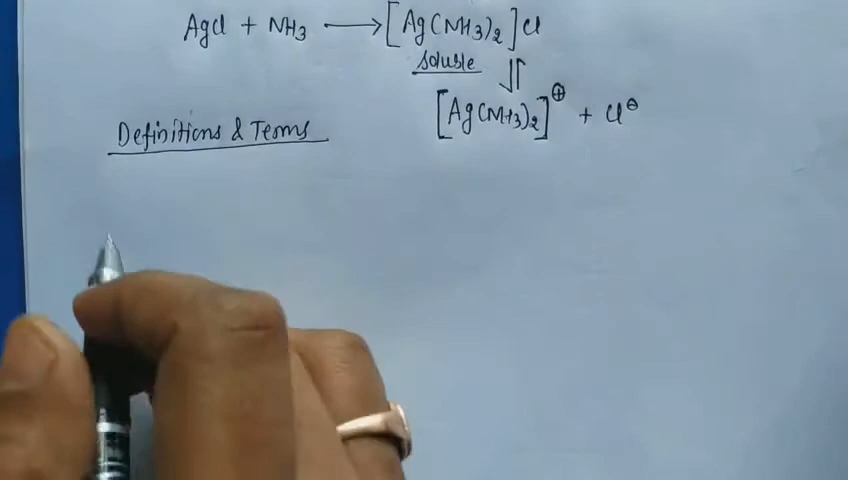 AgCl + NH3 ⟶ [Ag(NH3)2]Cl
soluble ⇌
[Ag(NH3)2]⊕ + Cl⊖
Definitions & Terms